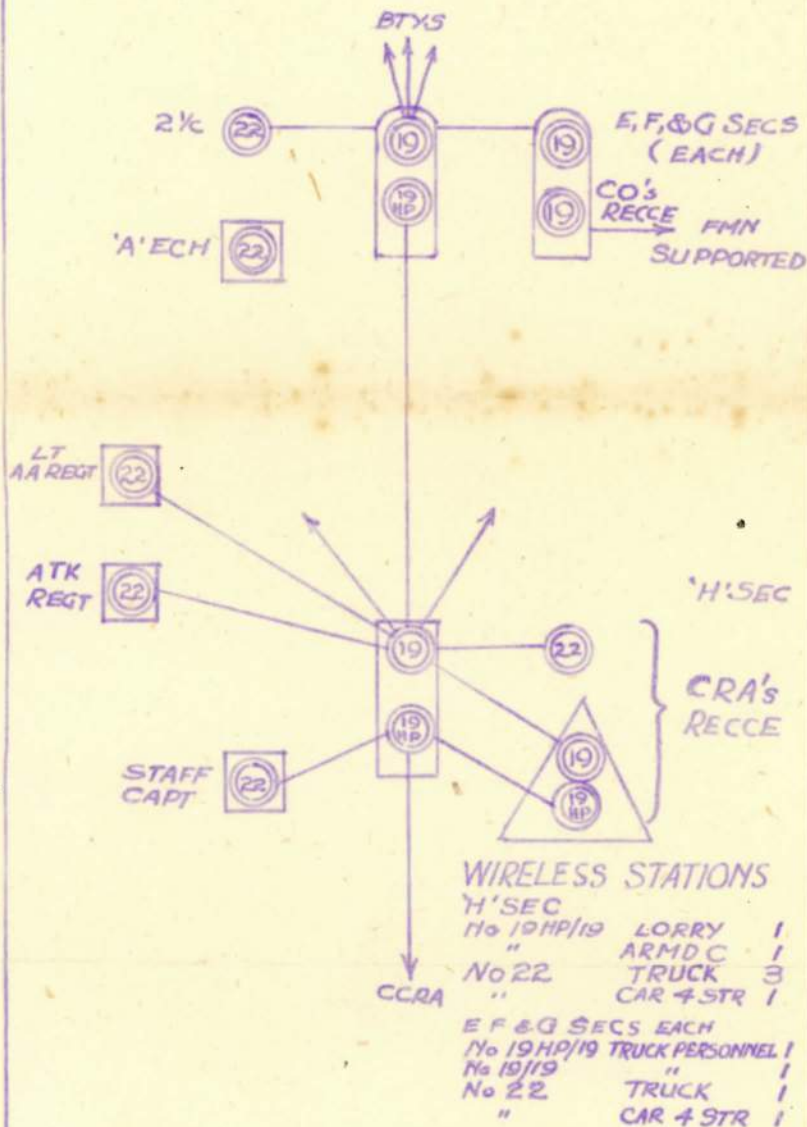 BTYS
2 I/C
22
19
19
HP
19
19
E, F, & G SECS
( EACH )
CO's
RECCE
FMN
SUPPORTED
'A' ECH
22
LT
AA REGT
22
ATK
REGT
22
'H' SEC
19
22
CRA's
RECCE
19
HP
19
19
HP
STAFF
CAPT
22
CCRA
WIRELESS STATIONS
'H' SEC
No 19HP/19 LORRY 1
" ARMD C 1
No 22 TRUCK 3
" CAR 4 STR 1
E F & G SECS EACH
No 19HP/19 TRUCK PERSONNEL 1
No 19/19 " 1
No 22 TRUCK 1
" CAR 4 STR 1